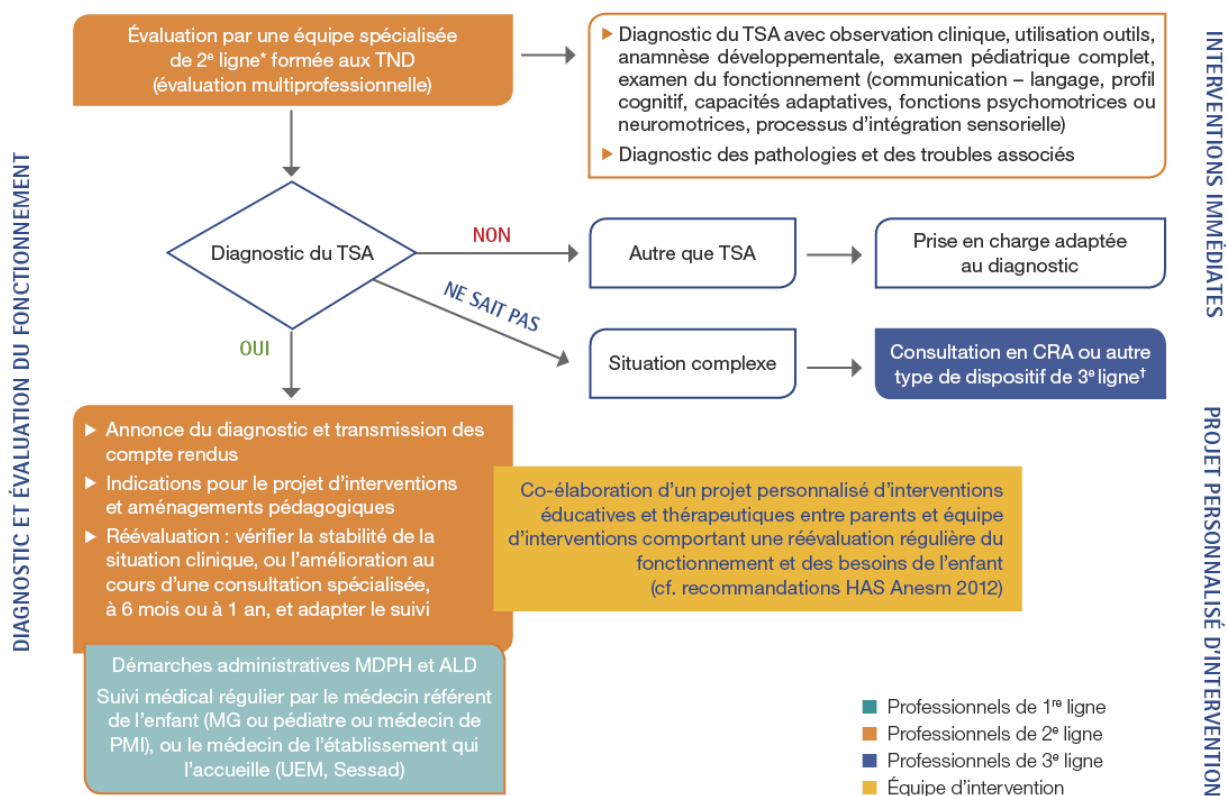 DIAGNOSTIC ET ÉVALUATION DU FONCTIONNEMENT
Évaluation par une équipe spécialisée
de 2e ligne* formée aux TND
(évaluation multiprofessionnelle)
▶ Diagnostic du TSA avec observation clinique, utilisation outils,
anamnèse développementale, examen pédiatrique complet,
examen du fonctionnement (communication – langage, profil
cognitif, capacités adaptatives, fonctions psychomotrices ou
neuromotrices, processus d'intégration sensorielle)
▶ Diagnostic des pathologies et des troubles associés
INTERVENTIONS IMMÉDIATES
Diagnostic du TSA
NON
Autre que TSA
Prise en charge adaptée
au diagnostic
NE SAIT PAS
Situation complexe
Consultation en CRA ou autre
type de dispositif de 3e ligne†
OUI
▶ Annonce du diagnostic et transmission des
compte rendus
▶ Indications pour le projet d'interventions
et aménagements pédagogiques
▶ Réévaluation : vérifier la stabilité de la
situation clinique, ou l'amélioration au
cours d'une consultation spécialisée,
à 6 mois ou à 1 an, et adapter le suivi
Co-élaboration d'un projet personnalisé d'interventions
éducatives et thérapeutiques entre parents et équipe
d'interventions comportant une réévaluation régulière du
fonctionnement et des besoins de l'enfant
(cf. recommandations HAS Anesm 2012)
PROJET PERSONNALISÉ D'INTERVENTION
Démarches administratives MDPH et ALD
Suivi médical régulier par le médecin référent
de l'enfant (MG ou pédiatre ou médecin de
PMI), ou le médecin de l'établissement qui
l'accueille (UEM, Sessad)
Professionnels de 1re ligne
Professionnels de 2e ligne
Professionnels de 3e ligne
Équipe d'intervention